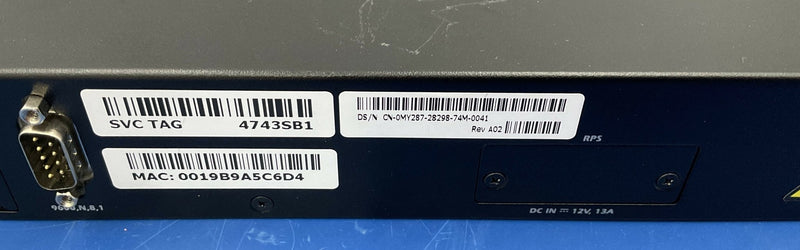 SVC TAG 4743SB1
DS/N CN-0MY287-28298-74M-0041
Rev A02
MAC: 0019B9A5C6D4
RPS
9600,N,8,1
DC IN ⎓ 12V, 13A